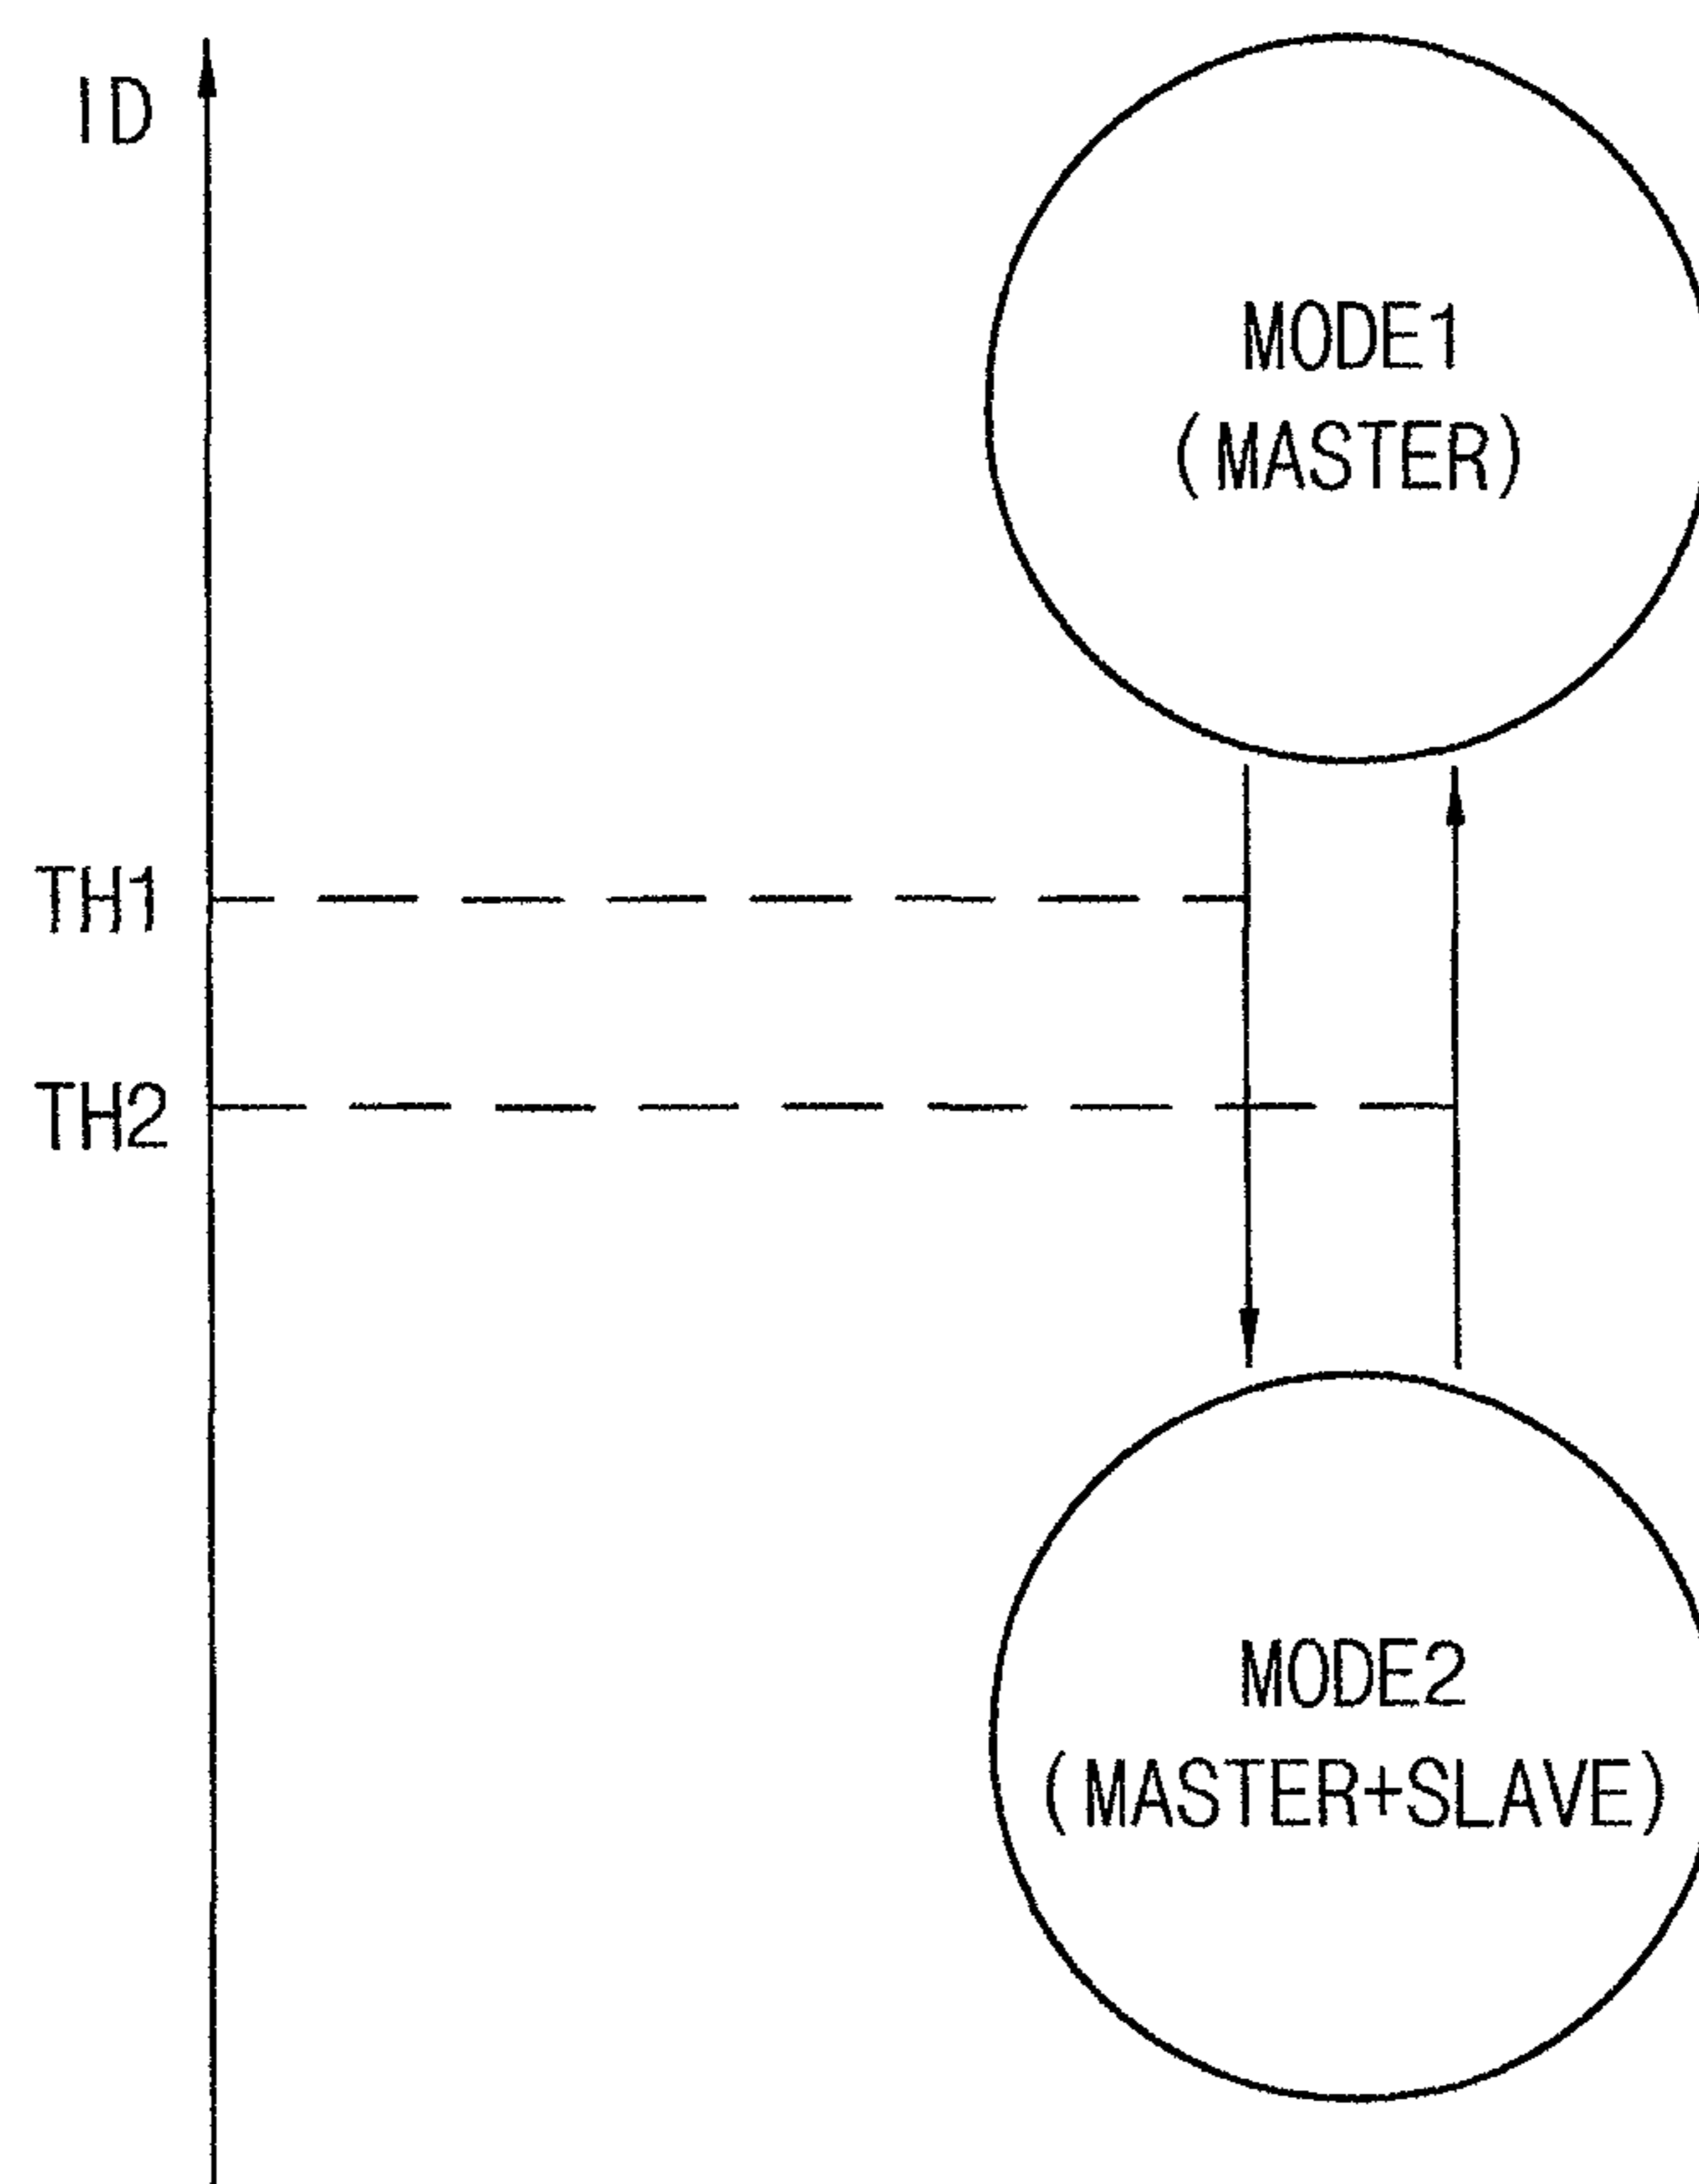 ID
MODE1
(MASTER)
TH1
TH2
MODE2
(MASTER+SLAVE)